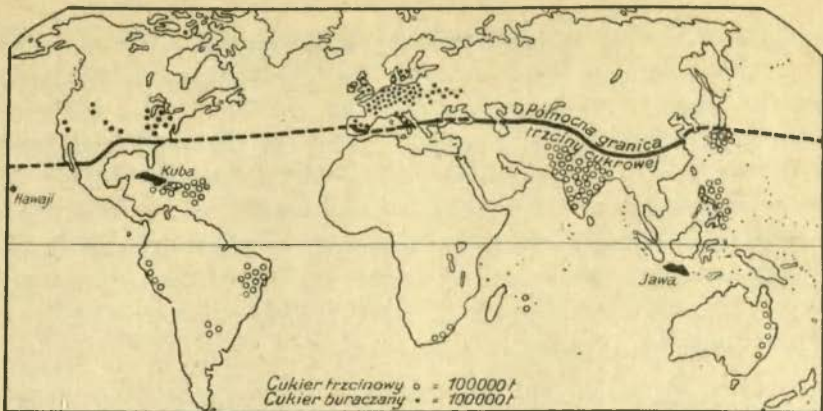 Północna granica
trzciny cukrowej
Kuba
Hawaji
Jawa
Cukier trzcinowy o = 100000 t
Cukier buraczany • = 100000 t